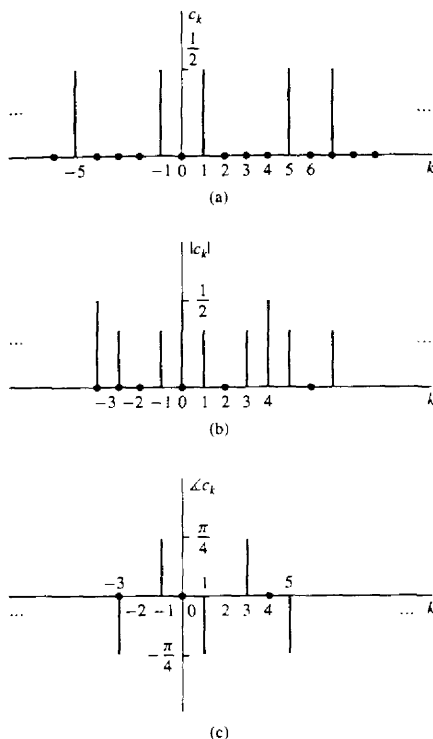 c_k
1/2
... ...
-5 -1 0 1 2 3 4 5 6 k
(a)
|c_k|
1/2
... ...
-3 -2 -1 0 1 2 3 4 k
(b)
∡c_k
π/4
-3 1 5
... -2 -1 0 2 3 4 ... k
-π/4
(c)